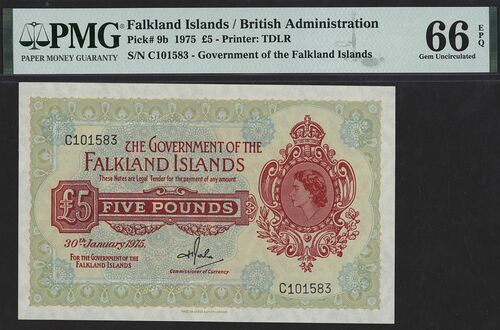 PMG
PAPER MONEY GUARANTY
Falkland Islands / British Administration
Pick# 9b 1975 £5 - Printer: TDLR
S/N C101583 - Government of the Falkland Islands
66 EPQ
Gem Uncirculated
C101583
THE GOVERNMENT OF THE
FALKLAND ISLANDS
These Notes are Legal Tender for the payment of any amount
£5
FIVE POUNDS
30th January 1975.
FOR THE GOVERNMENT OF THE
FALKLAND ISLANDS
Commissioner of Currency
C101583